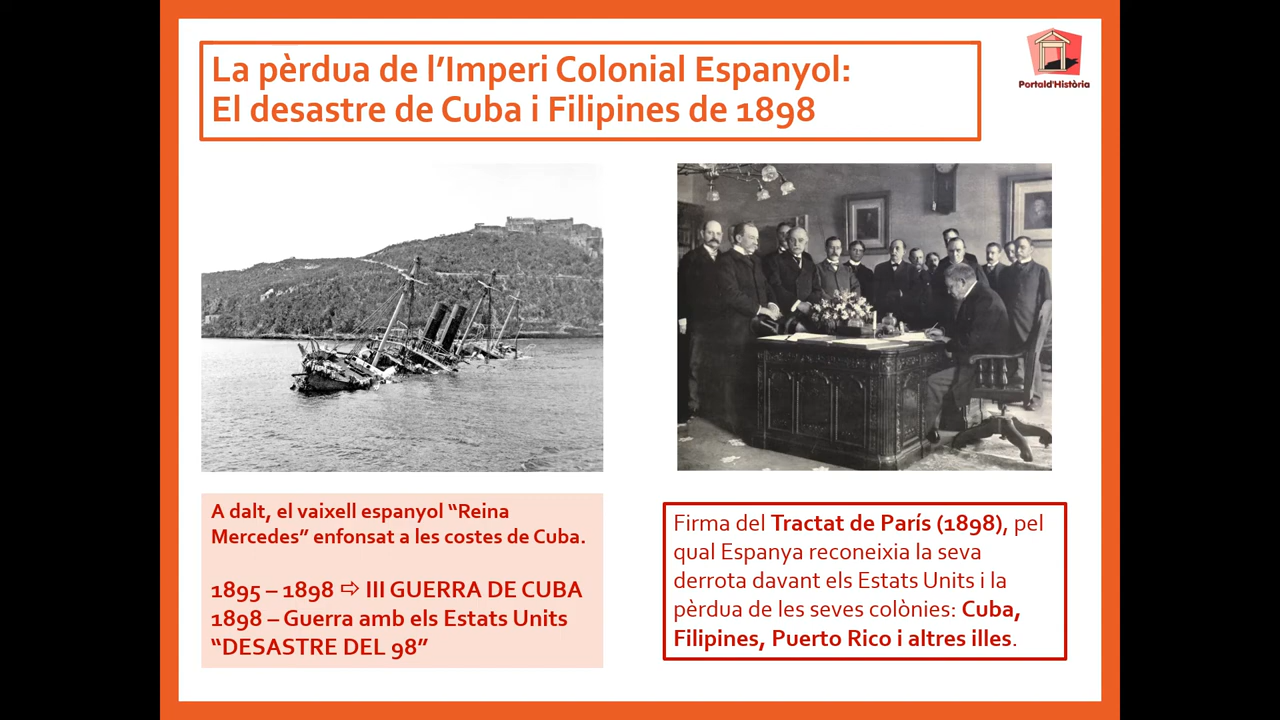 La pèrdua de l’Imperi Colonial Espanyol:
El desastre de Cuba i Filipines de 1898
Portald'Història
A dalt, el vaixell espanyol “Reina
Mercedes” enfonsat a les costes de Cuba.
1895 – 1898 ⇨ III GUERRA DE CUBA
1898 – Guerra amb els Estats Units
“DESASTRE DEL 98”
Firma del Tractat de París (1898), pel
qual Espanya reconeixia la seva
derrota davant els Estats Units i la
pèrdua de les seves colònies: Cuba,
Filipines, Puerto Rico i altres illes.